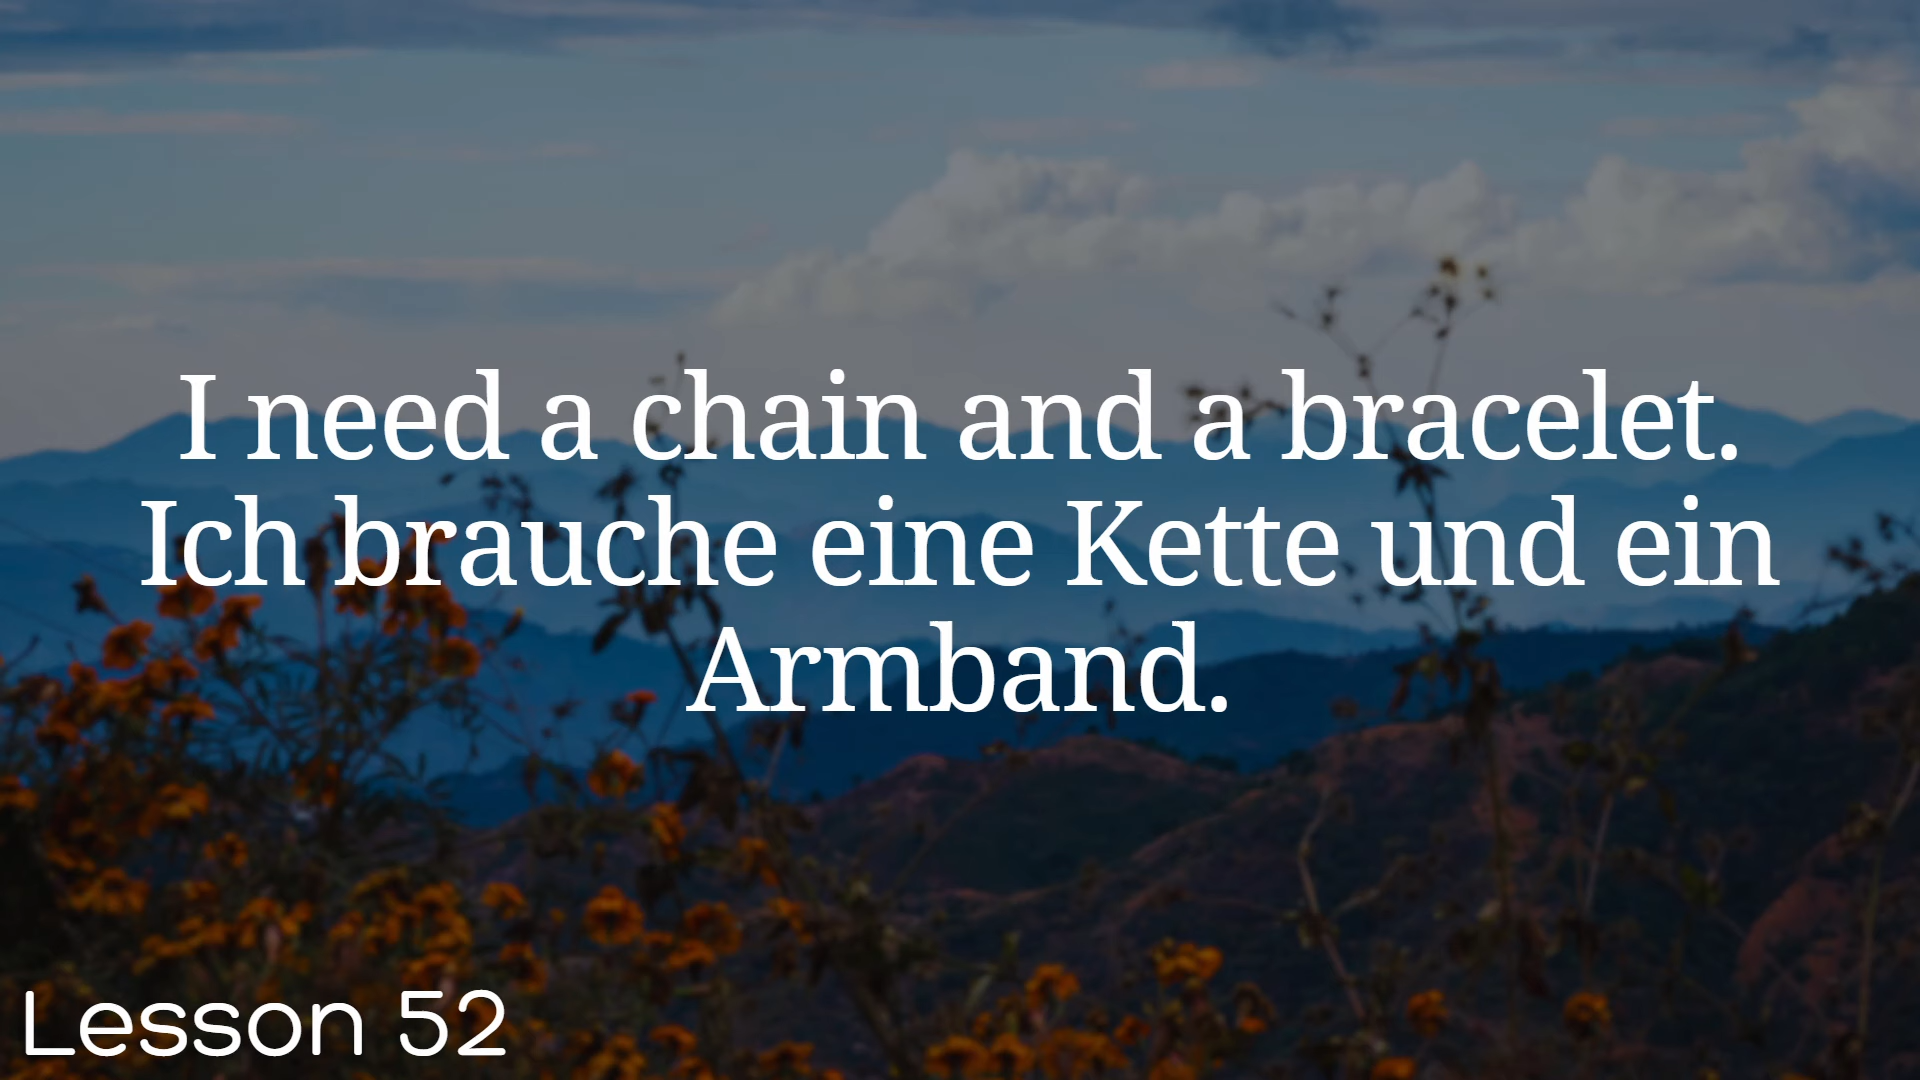 I need a chain and a bracelet.
Ich brauche eine Kette und ein
Armband.
Lesson 52